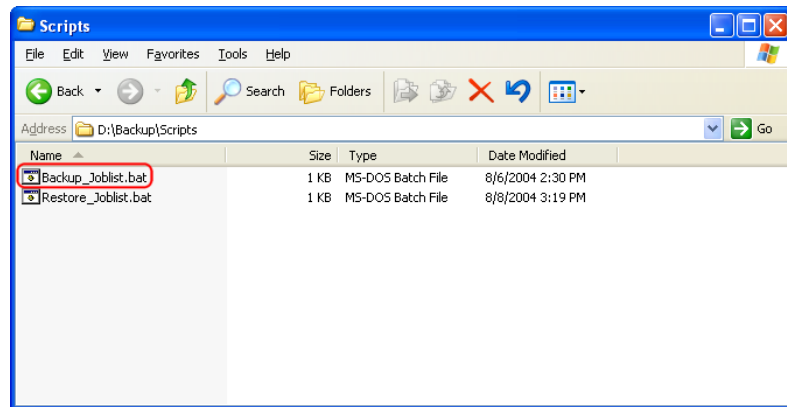 Scripts
File Edit View Favorites Tools Help
Back Search Folders
Address D:\Backup\Scripts Go
Name Size Type Date Modified
Backup_Joblist.bat 1 KB MS-DOS Batch File 8/6/2004 2:30 PM
Restore_Joblist.bat 1 KB MS-DOS Batch File 8/8/2004 3:19 PM